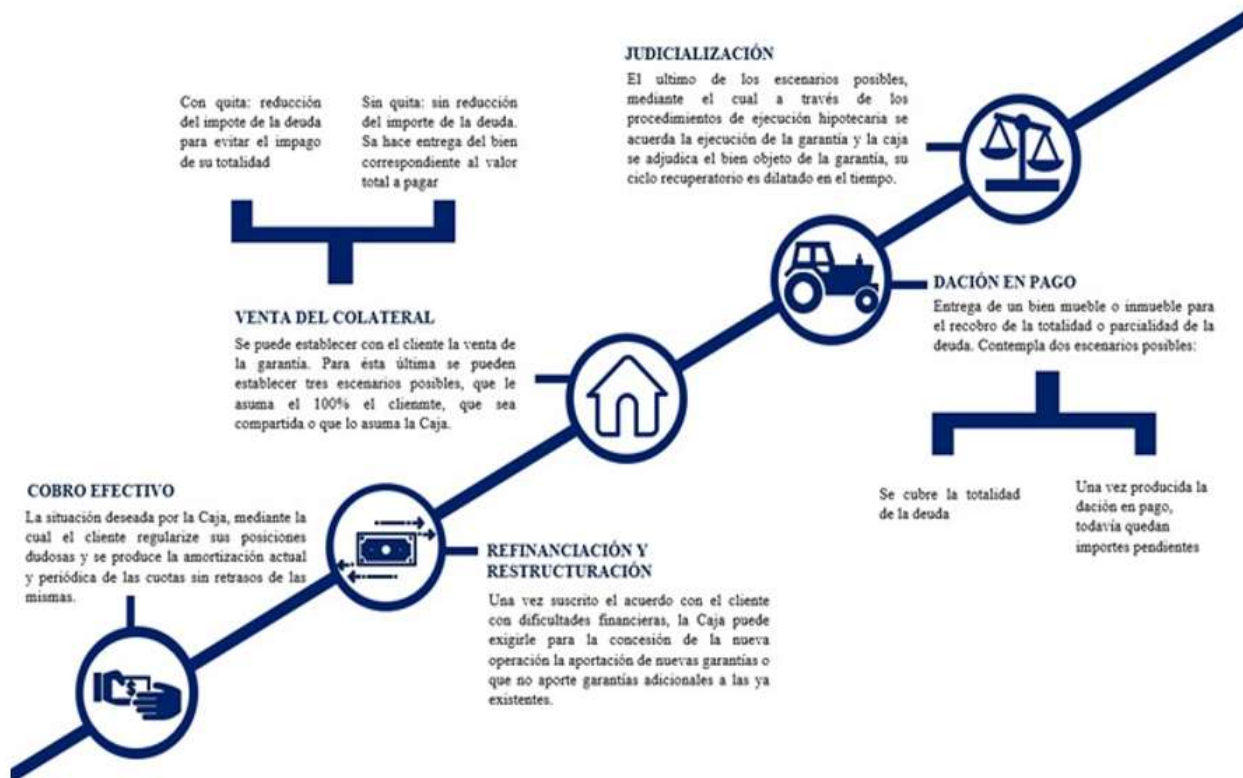 JUDICIALIZACIÓN
El ultimo de los escenarios posibles,
mediante el cual a través de los
procedimientos de ejecución hipotecaria se
acuerda la ejecución de la garantía y la caja
se adjudica el bien objeto de la garantía, su
ciclo recuperatorio es dilatado en el tiempo.
Con quita: reducción
del impote de la deuda
para evitar el impago
de su totalidad
Sin quita: sin reducción
del importe de la deuda.
Sa hace entrega del bien
correspondiente al valor
total a pagar
VENTA DEL COLATERAL
Se puede establecer con el cliente la venta de
la garantía. Para ésta última se pueden
establecer tres escenarios posibles, que le
asuma el 100% el clienmte, que sea
compartida o que lo asuma la Caja.
DACIÓN EN PAGO
Entrega de un bien mueble o inmueble para
el recobro de la totalidad o parcialidad de la
deuda. Contempla dos escenarios posibles:
Se cubre la totalidad
de la deuda
Una vez producida la
dación en pago,
todavía quedan
importes pendientes
COBRO EFECTIVO
La situación deseada por la Caja, mediante la
cual el cliente regularize sus posiciones
dudosas y se produce la amortización actual
y periódica de las cuotas sin retrasos de las
mismas.
REFINANCIACIÓN Y
RESTRUCTURACIÓN
Una vez suscrito el acuerdo con el cliente
con dificultades financieras, la Caja puede
exigirle para la concesión de la nueva
operación la aportación de nuevas garantías o
que no aporte garantías adicionales a las ya
existentes.
$